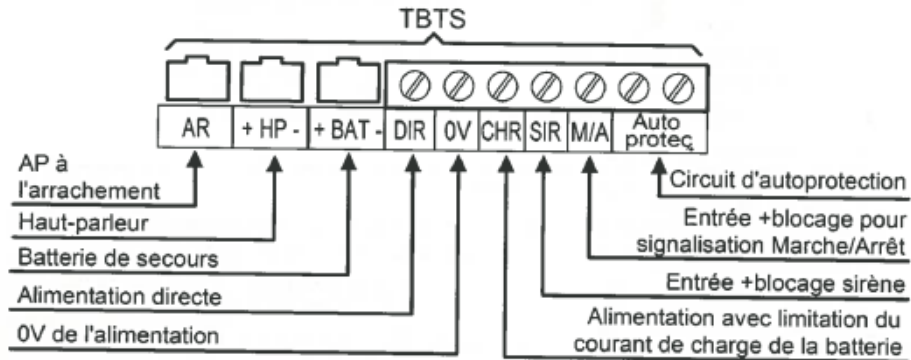 TBTS
AR + HP - + BAT - DIR 0V CHR SIR M/A Auto
protec.
AP à
l'arrachement
Haut-parleur
Batterie de secours
Alimentation directe
0V de l'alimentation
Circuit d'autoprotection
Entrée +blocage pour
signalisation Marche/Arrêt
Entrée +blocage sirène
Alimentation avec limitation du
courant de charge de la batterie